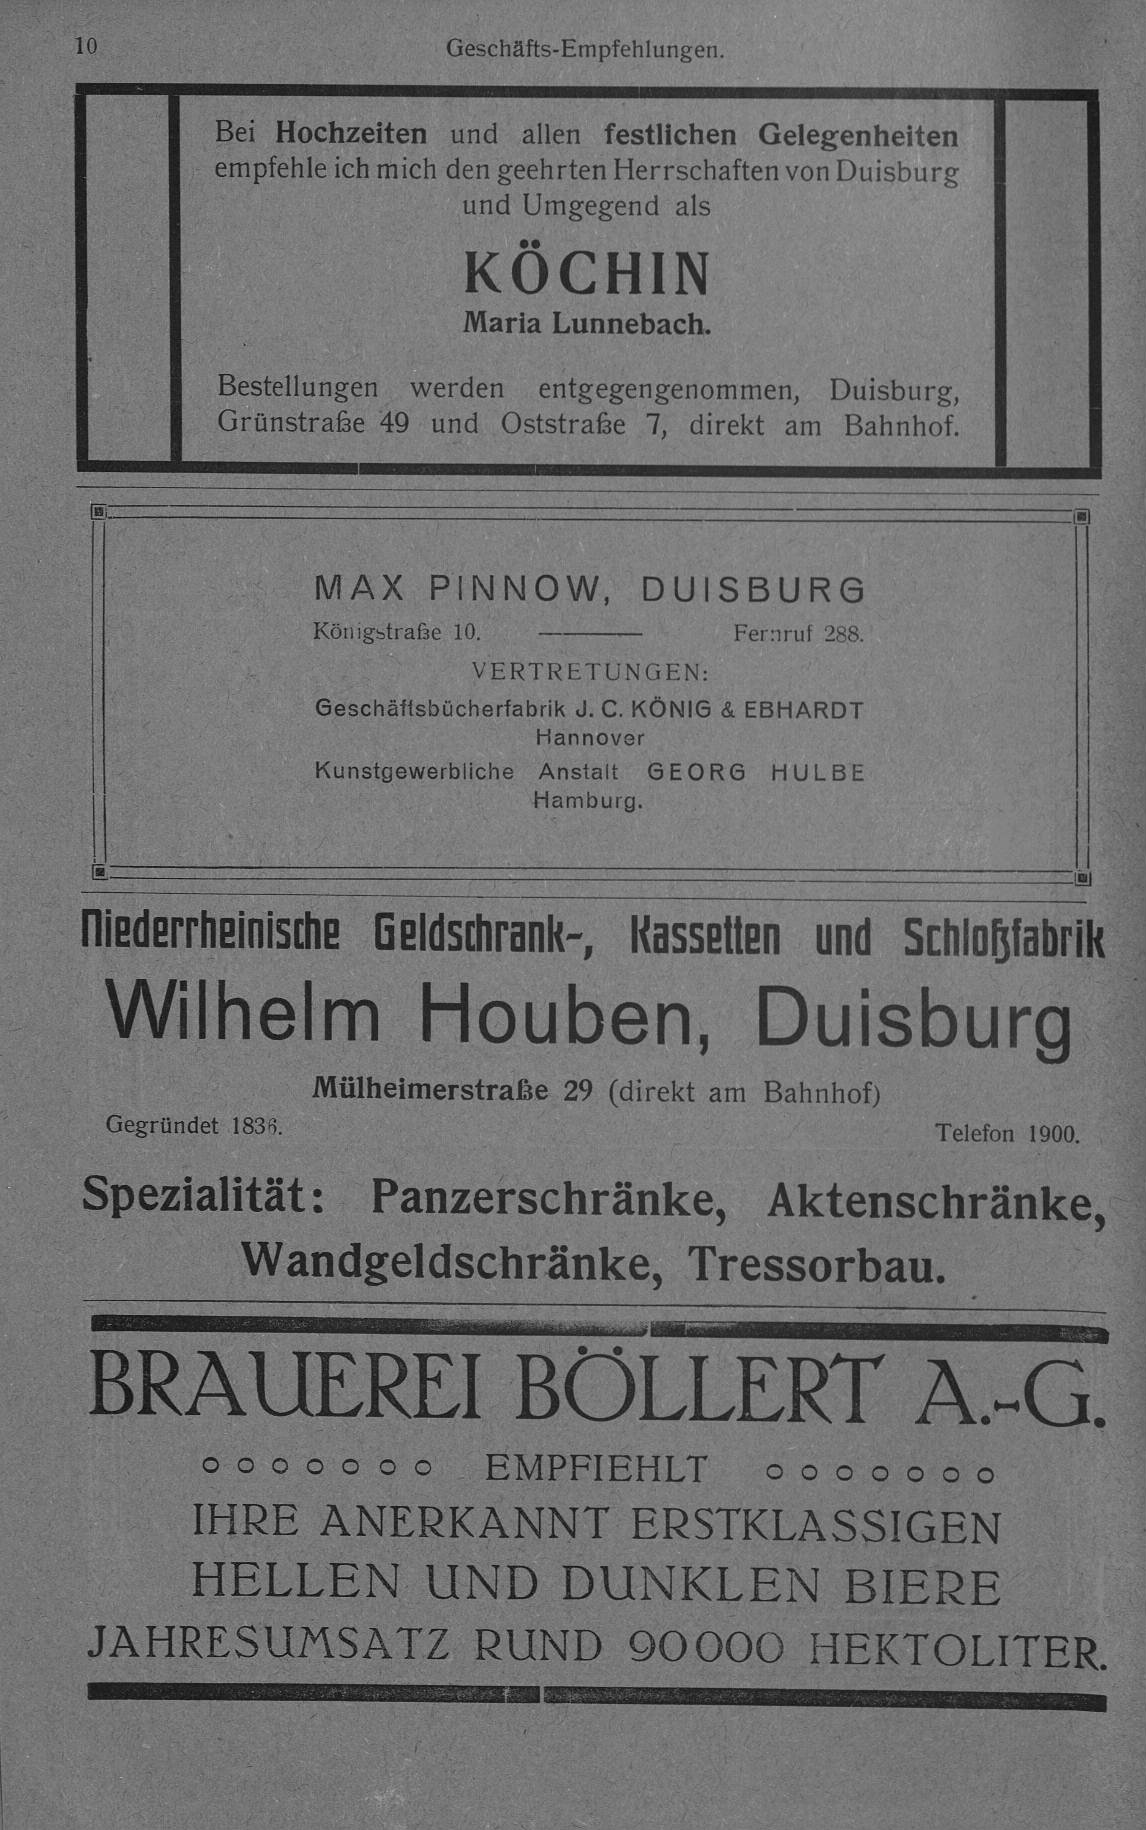 10
Geschäfts-Empfehlungen.
Bei Hochzeiten und allen festlichen Gelegenheiten
empfehle ich mich den geehrten Herrschaften von Duisburg
und Umgegend als
KÖCHIN
Maria Lunnebach.
Bestellungen werden entgegengenommen, Duisburg,
Grünstraße 49 und Oststraße 7, direkt am Bahnhof.
MAX PINNOW, DUISBURG
Königstraße 10. Fernruf 288.
VERTRETUNGEN:
Geschäftsbücherfabrik J. C. KÖNIG & EBHARDT
Hannover
Kunstgewerbliche Anstalt GEORG HULBE
Hamburg.
Niederrheinische Geldschrank-, Kassetten und Schloßfabrik
Wilhelm Houben, Duisburg
Mülheimerstraße 29 (direkt am Bahnhof)
Gegründet 1836. Telefon 1900.
Spezialität: Panzerschränke, Aktenschränke,
Wandgeldschränke, Tressorbau.
BRAUEREI BÖLLERT A.-G.
EMPFIEHLT
IHRE ANERKANNT ERSTKLASSIGEN
HELLEN UND DUNKLEN BIERE
JAHRESUMSATZ RUND 90000 HEKTOLITER.